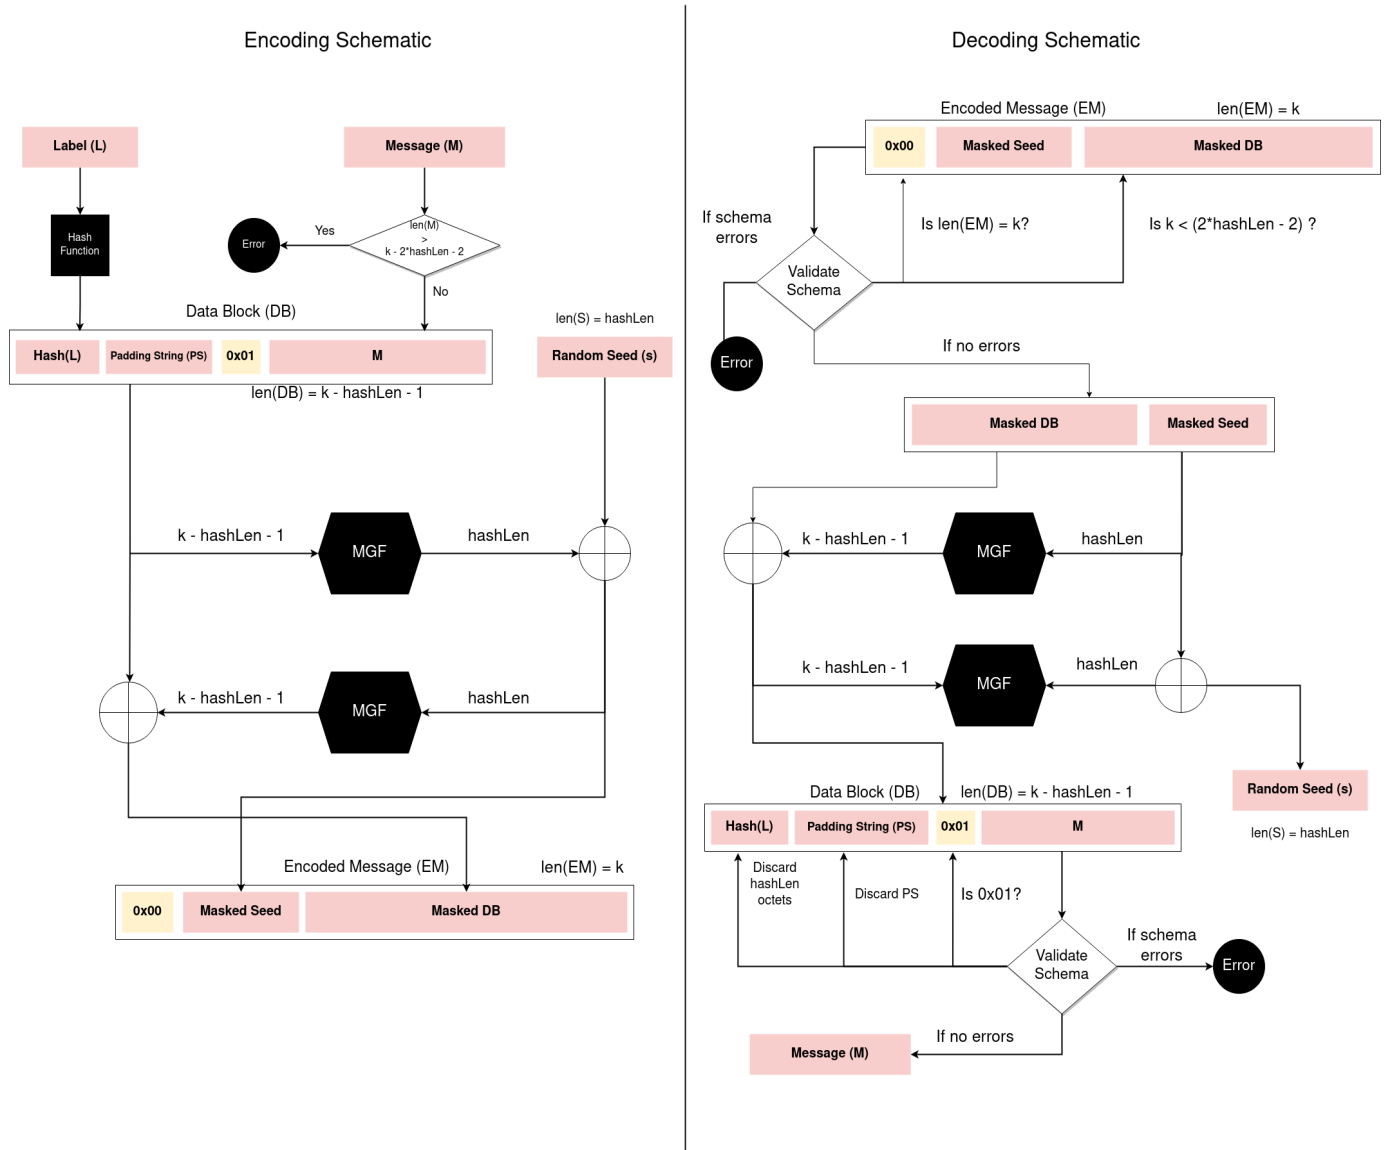 Encoding Schematic
Label (L)
Message (M)
Hash
Function
Error
Yes
len(M)
>
k - 2*hashLen - 2
No
Data Block (DB)
len(S) = hashLen
Hash(L)
Padding String (PS)
0x01
M
Random Seed (s)
len(DB) = k - hashLen - 1
k - hashLen - 1
MGF
hashLen
k - hashLen - 1
MGF
hashLen
Encoded Message (EM)
len(EM) = k
0x00
Masked Seed
Masked DB
Decoding Schematic
Encoded Message (EM)
len(EM) = k
0x00
Masked Seed
Masked DB
If schema
errors
Is len(EM) = k?
Is k < (2*hashLen - 2) ?
Validate
Schema
Error
If no errors
Masked DB
Masked Seed
k - hashLen - 1
MGF
hashLen
k - hashLen - 1
MGF
hashLen
Random Seed (s)
len(S) = hashLen
Data Block (DB)
len(DB) = k - hashLen - 1
Hash(L)
Padding String (PS)
0x01
M
Discard
hashLen
octets
Discard PS
Is 0x01?
Validate
Schema
If schema
errors
Error
If no errors
Message (M)